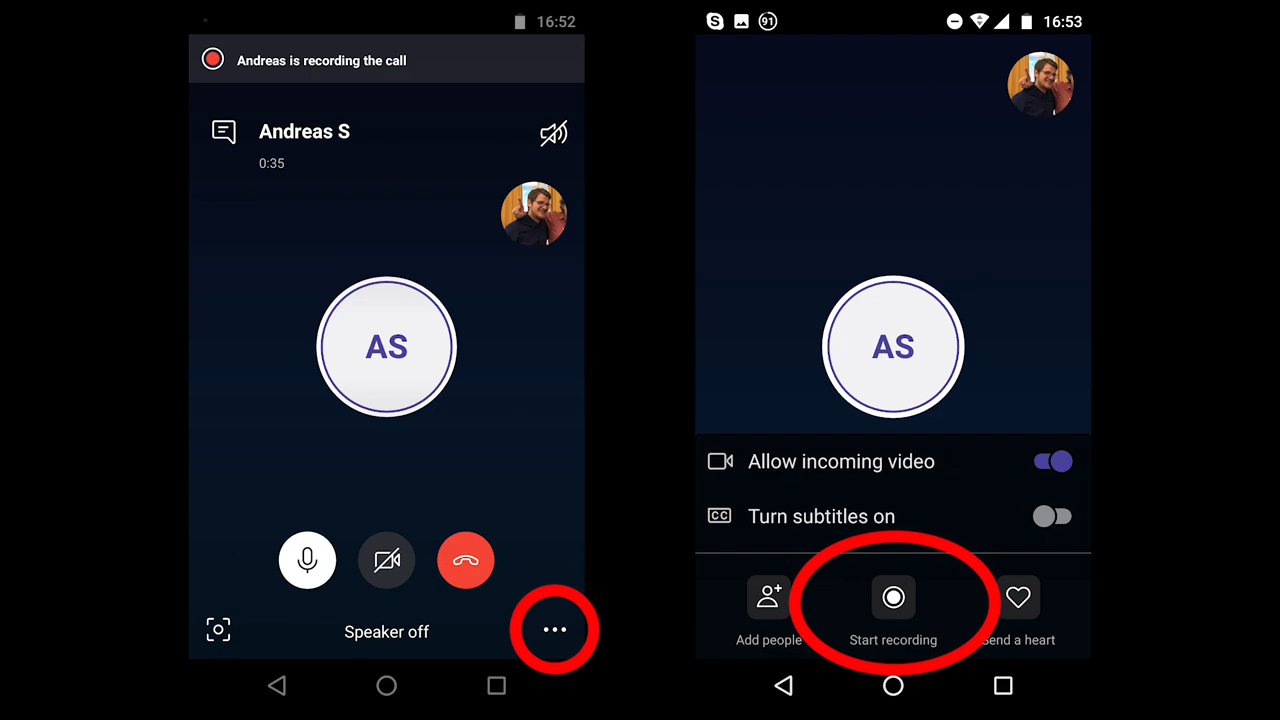 16:52
Andreas is recording the call
Andreas S
0:35
AS
Speaker off
S 91 16:53
AS
Allow incoming video
CC Turn subtitles on
Add people Start recording Send a heart